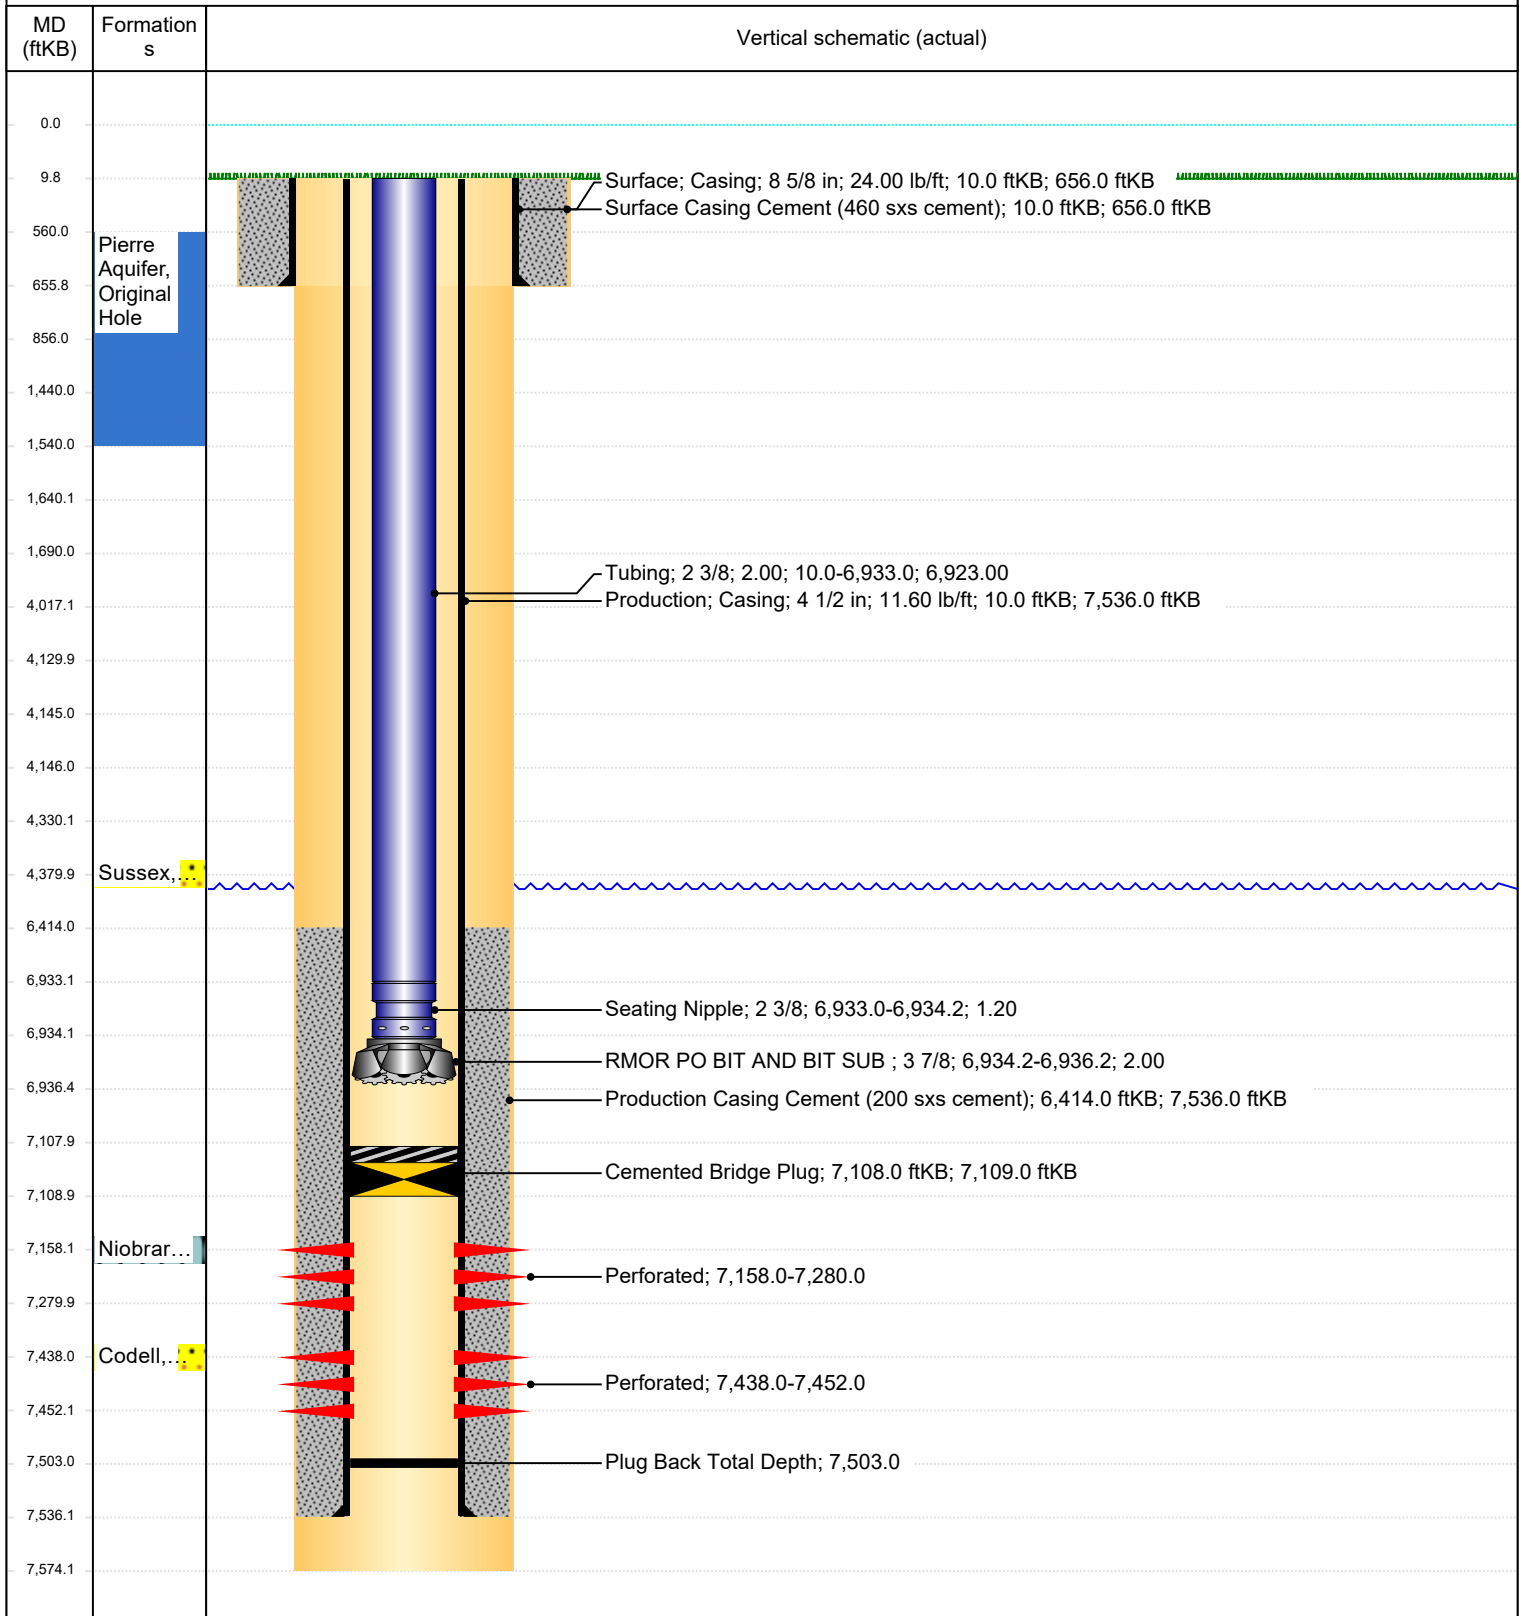 MD
(ftKB)
Formation
s
Vertical schematic (actual)
0.0
9.8
Surface; Casing; 8 5/8 in; 24.00 lb/ft; 10.0 ftKB; 656.0 ftKB
Surface Casing Cement (460 sxs cement); 10.0 ftKB; 656.0 ftKB
560.0
Pierre
Aquifer,
Original
Hole
655.8
856.0
1,440.0
1,540.0
1,640.1
1,690.0
Tubing; 2 3/8; 2.00; 10.0-6,933.0; 6,923.00
Production; Casing; 4 1/2 in; 11.60 lb/ft; 10.0 ftKB; 7,536.0 ftKB
4,017.1
4,129.9
4,145.0
4,146.0
4,330.1
4,379.9
Sussex,...
6,414.0
6,933.1
Seating Nipple; 2 3/8; 6,933.0-6,934.2; 1.20
6,934.1
RMOR PO BIT AND BIT SUB ; 3 7/8; 6,934.2-6,936.2; 2.00
6,936.4
Production Casing Cement (200 sxs cement); 6,414.0 ftKB; 7,536.0 ftKB
7,107.9
Cemented Bridge Plug; 7,108.0 ftKB; 7,109.0 ftKB
7,108.9
7,158.1
Niobrar...
Perforated; 7,158.0-7,280.0
7,279.9
7,438.0
Codell,...
Perforated; 7,438.0-7,452.0
7,452.1
7,503.0
Plug Back Total Depth; 7,503.0
7,536.1
7,574.1